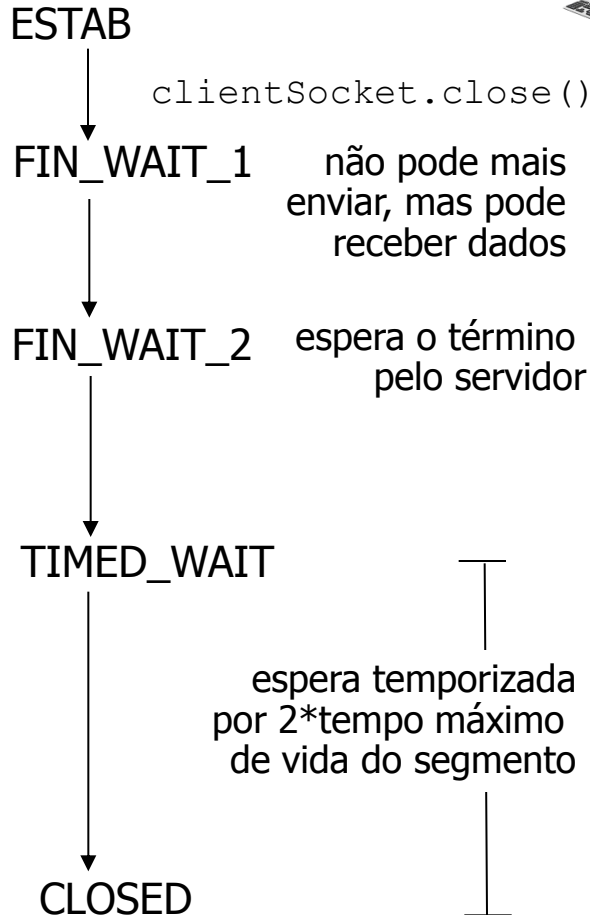 ESTAB
clientSocket.close()
FIN_WAIT_1
não pode mais
enviar, mas pode
receber dados
FIN_WAIT_2
espera o término
pelo servidor
TIMED_WAIT
espera temporizada
por 2*tempo máximo
de vida do segmento
CLOSED